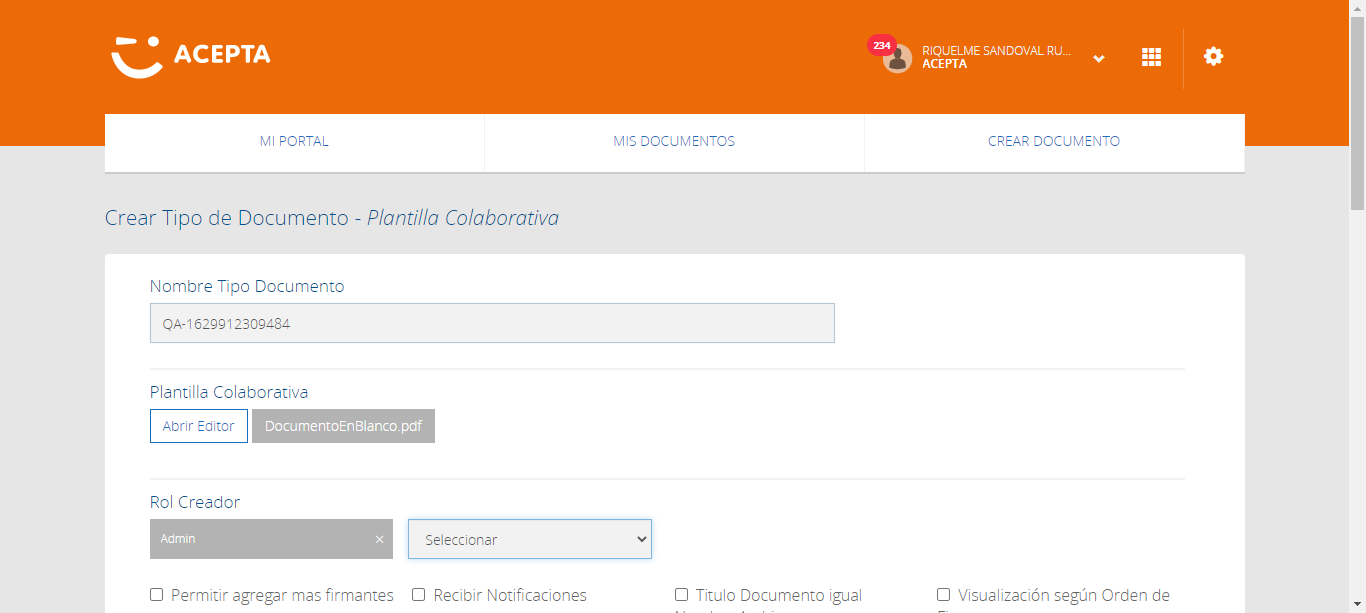 ACEPTA
234
RIQUELME SANDOVAL RU...
ACEPTA
MI PORTAL
MIS DOCUMENTOS
CREAR DOCUMENTO
Crear Tipo de Documento - Plantilla Colaborativa
Nombre Tipo Documento
QA-1629912309484
Plantilla Colaborativa
Abrir Editor
DocumentoEnBlanco.pdf
Rol Creador
Admin ×
Seleccionar
Permitir agregar mas firmantes
Recibir Notificaciones
Titulo Documento igual
Visualización según Orden de